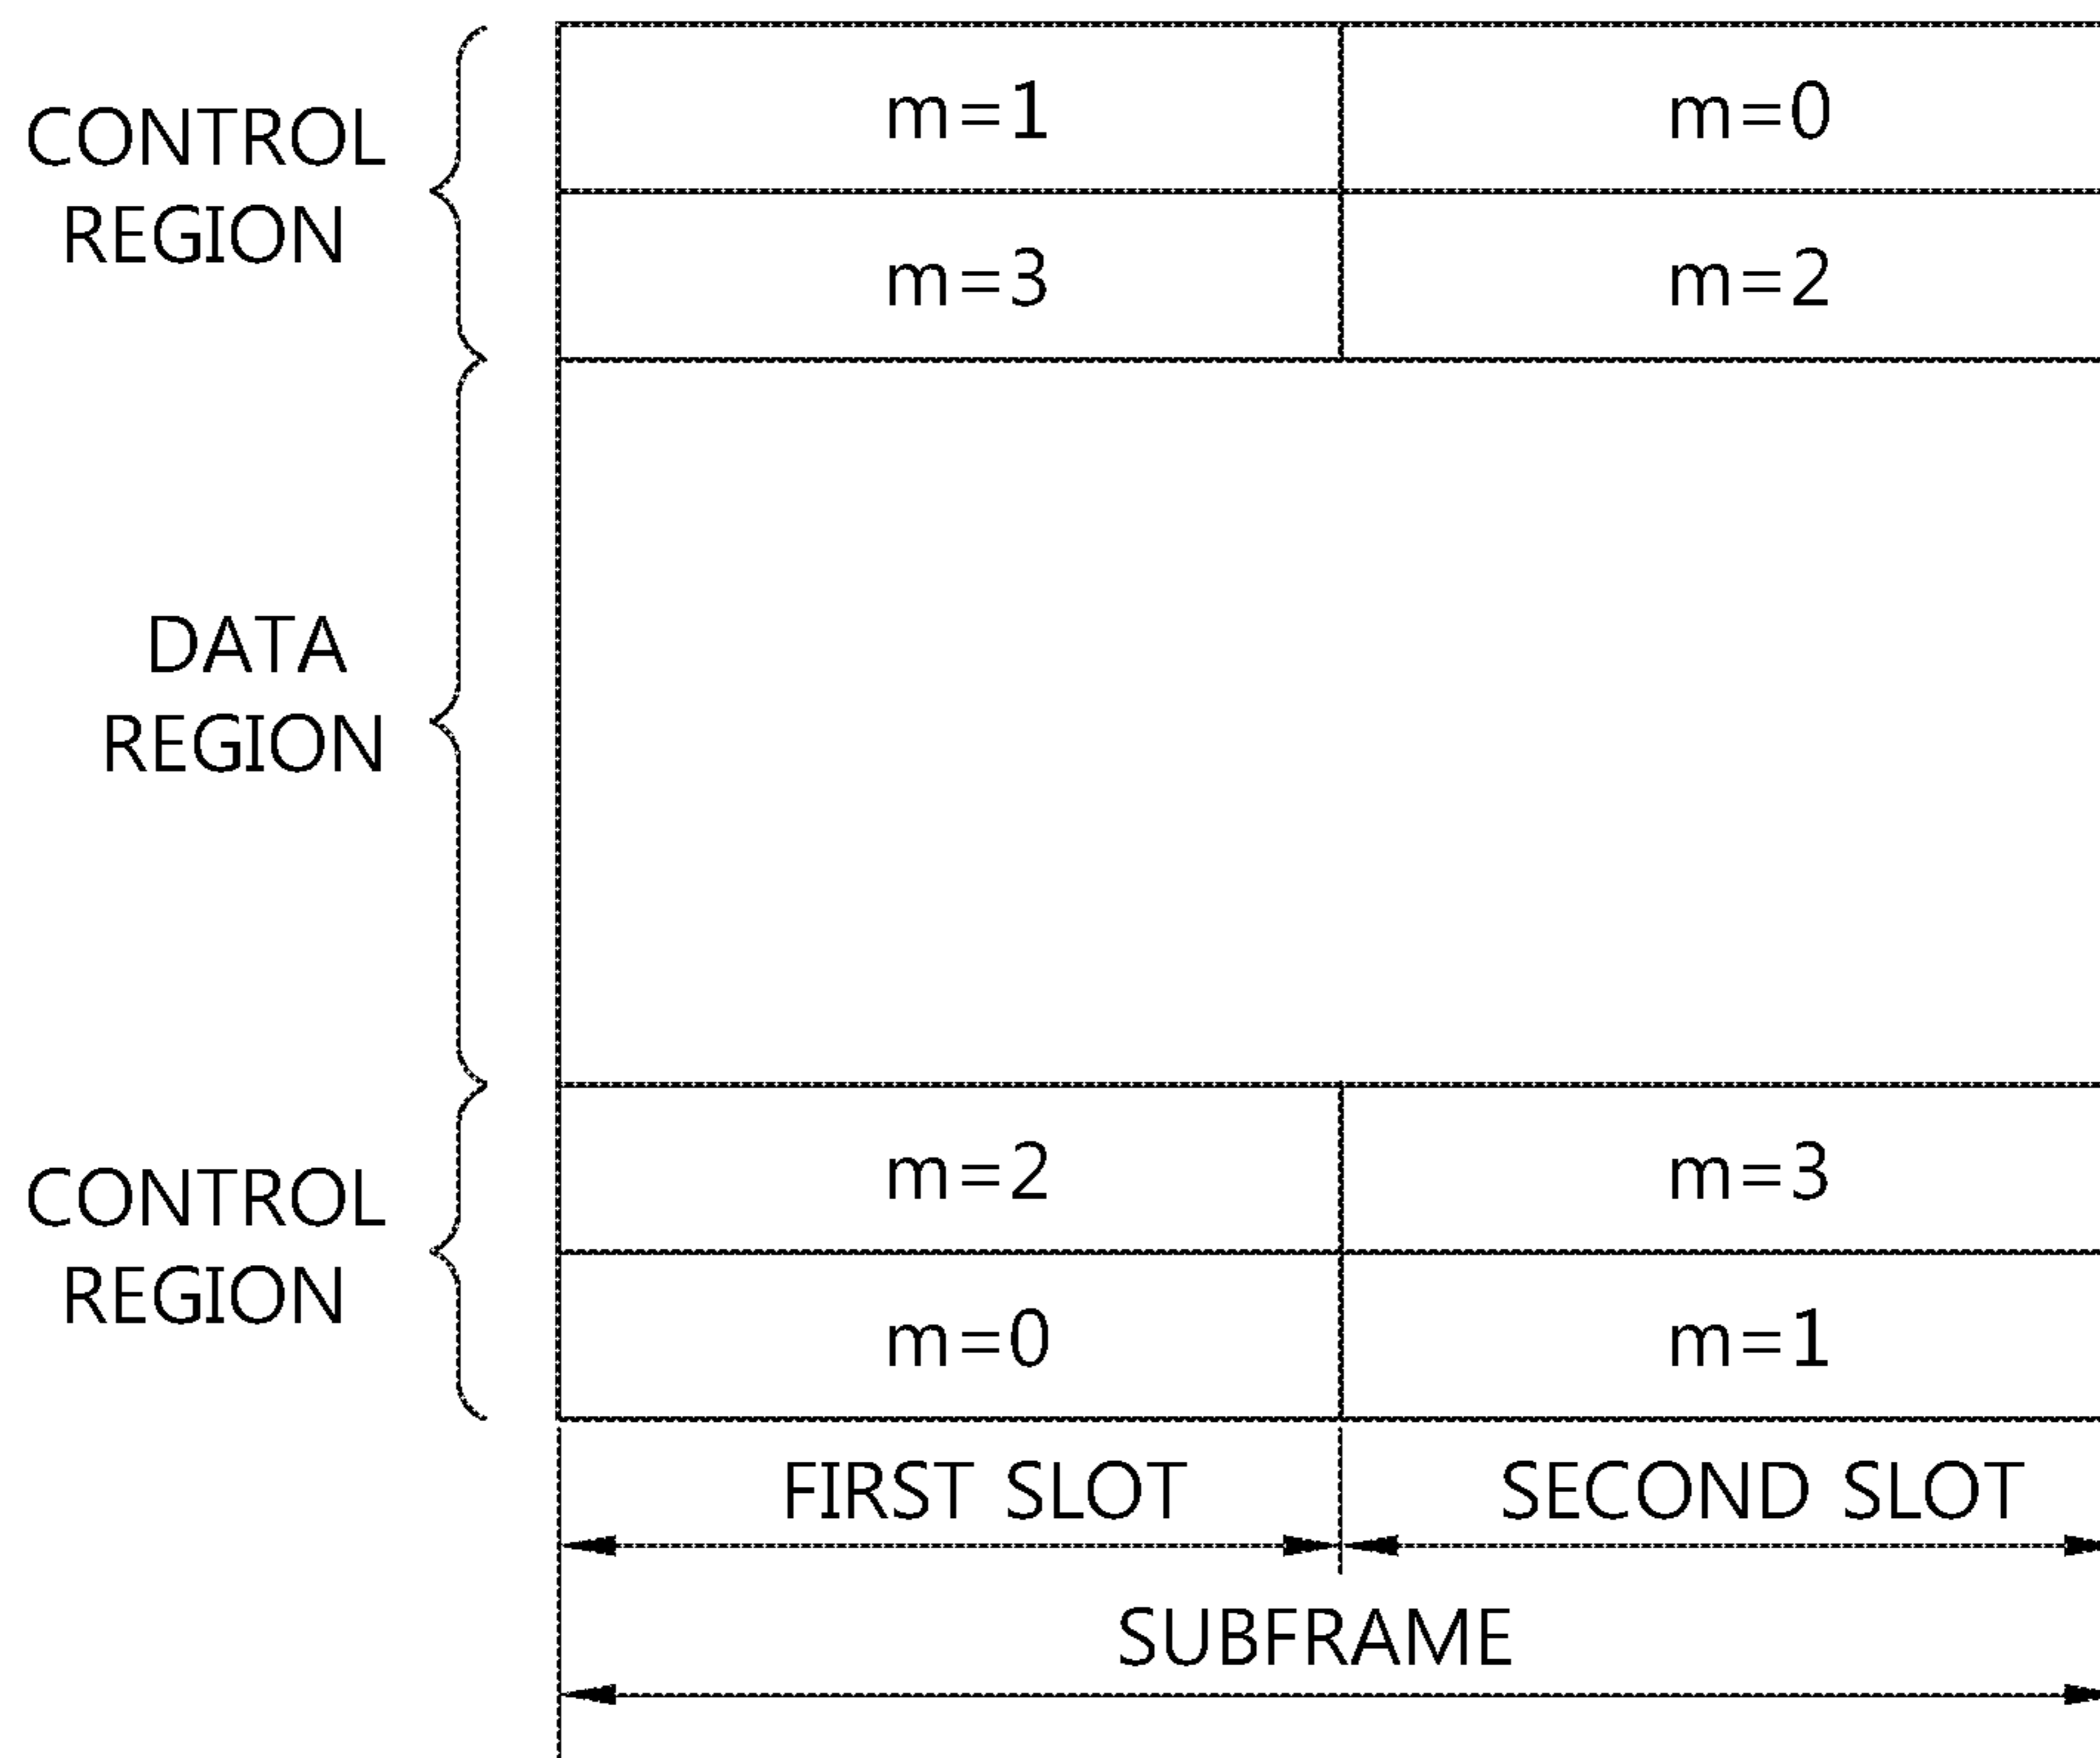 CONTROL
REGION
m=1 m=0
m=3 m=2
DATA
REGION
CONTROL
REGION
m=2 m=3
m=0 m=1
FIRST SLOT SECOND SLOT
SUBFRAME